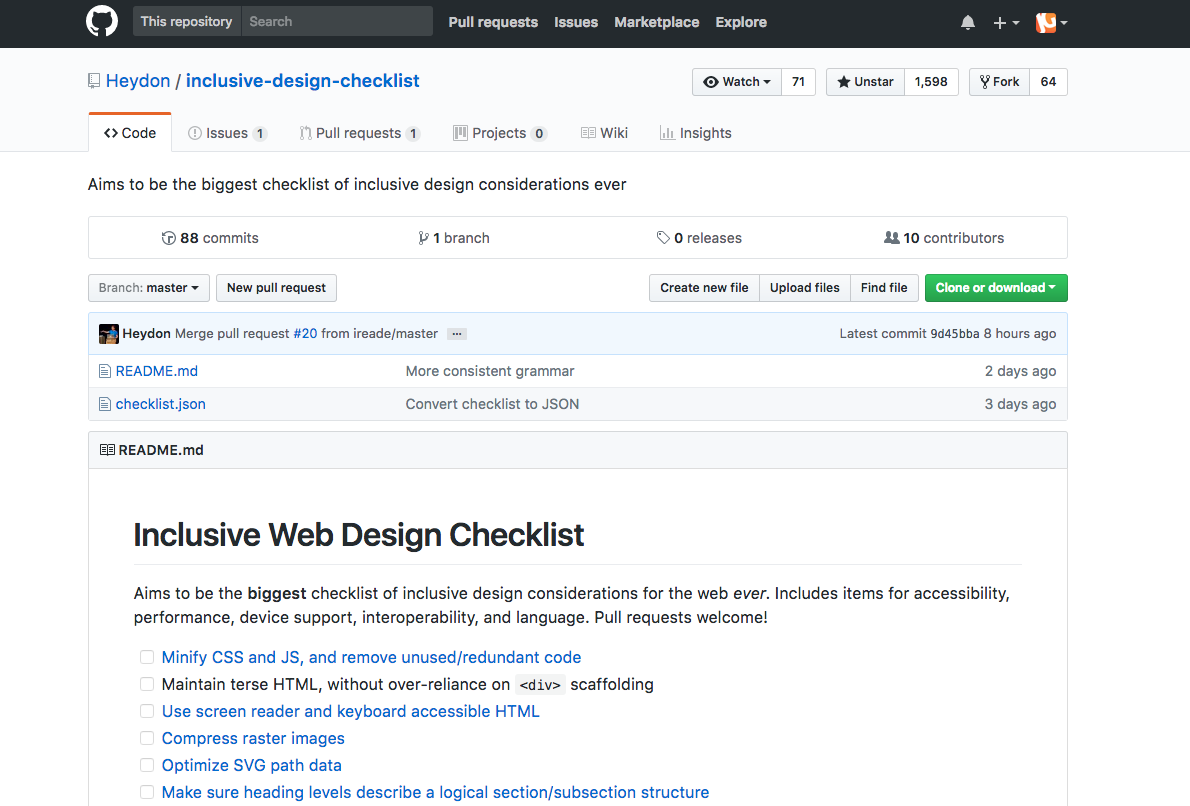 This repository Search Pull requests Issues Marketplace Explore
Heydon / inclusive-design-checklist Watch 71 Unstar 1,598 Fork 64
Code Issues 1 Pull requests 1 Projects 0 Wiki Insights
Aims to be the biggest checklist of inclusive design considerations ever
88 commits 1 branch 0 releases 10 contributors
Branch: master New pull request Create new file Upload files Find file Clone or download
Heydon Merge pull request #20 from ireade/master … Latest commit 9d45bba 8 hours ago
README.md More consistent grammar 2 days ago
checklist.json Convert checklist to JSON 3 days ago
README.md
Inclusive Web Design Checklist
Aims to be the biggest checklist of inclusive design considerations for the web ever. Includes items for accessibility,
performance, device support, interoperability, and language. Pull requests welcome!
Minify CSS and JS, and remove unused/redundant code
Maintain terse HTML, without over-reliance on <div> scaffolding
Use screen reader and keyboard accessible HTML
Compress raster images
Optimize SVG path data
Make sure heading levels describe a logical section/subsection structure